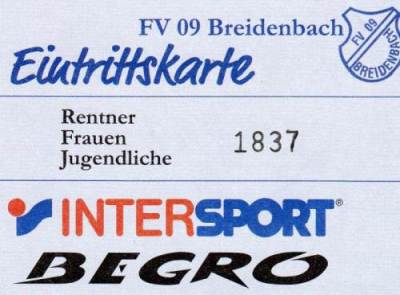 FV 09 Breidenbach
FV 09
BREIDENBACH
Eintrittskarte
Rentner
Frauen
Jugendliche
1837
INTERSPORT®
BEGRO